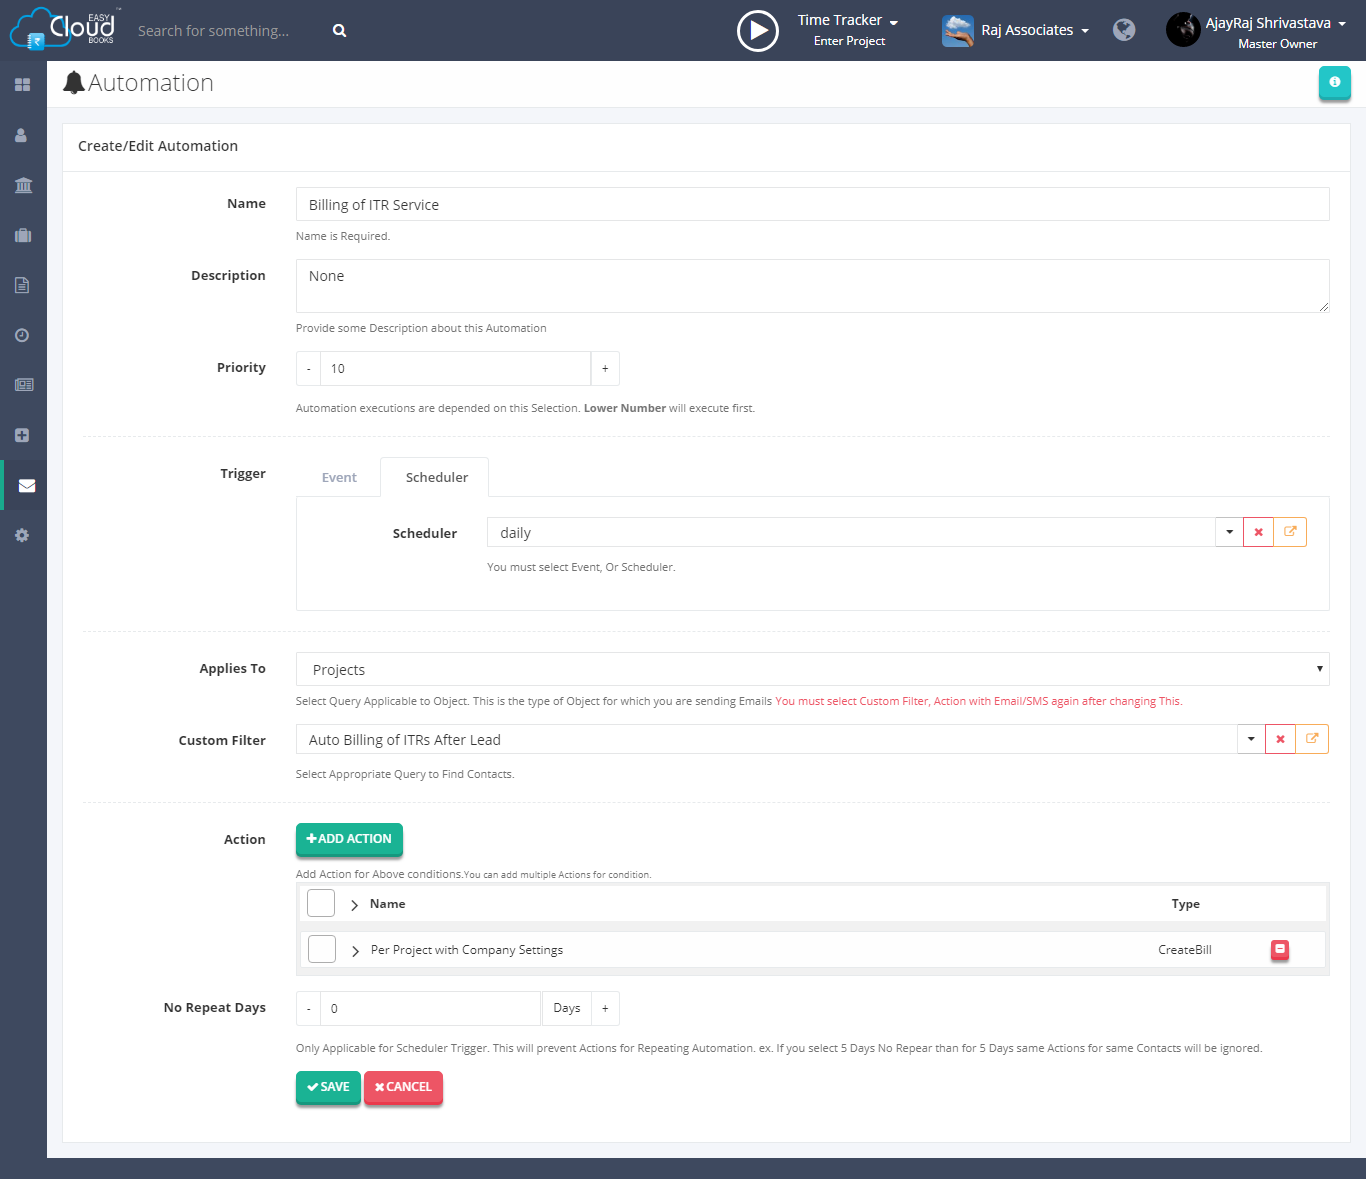 EASY
Cloud
BOOKS
™
Search for something...
Time Tracker
Enter Project
Raj Associates
AjayRaj Shrivastava
Master Owner
Automation
Create/Edit Automation
Name
Billing of ITR Service
Name is Required.
Description
None
Provide some Description about this Automation
Priority
- 10 +
Automation executions are depended on this Selection. Lower Number will execute first.
Trigger
Event Scheduler
Scheduler
daily
You must select Event, Or Scheduler.
Applies To
Projects
Select Query Applicable to Object. This is the type of Object for which you are sending Emails You must select Custom Filter, Action with Email/SMS again after changing This.
Custom Filter
Auto Billing of ITRs After Lead
Select Appropriate Query to Find Contacts.
Action
ADD ACTION
Add Action for Above conditions.You can add multiple Actions for condition.
Name Type
Per Project with Company Settings CreateBill
No Repeat Days
- 0 Days +
Only Applicable for Scheduler Trigger. This will prevent Actions for Repeating Automation. ex. If you select 5 Days No Repear than for 5 Days same Actions for same Contacts will be ignored.
SAVE CANCEL